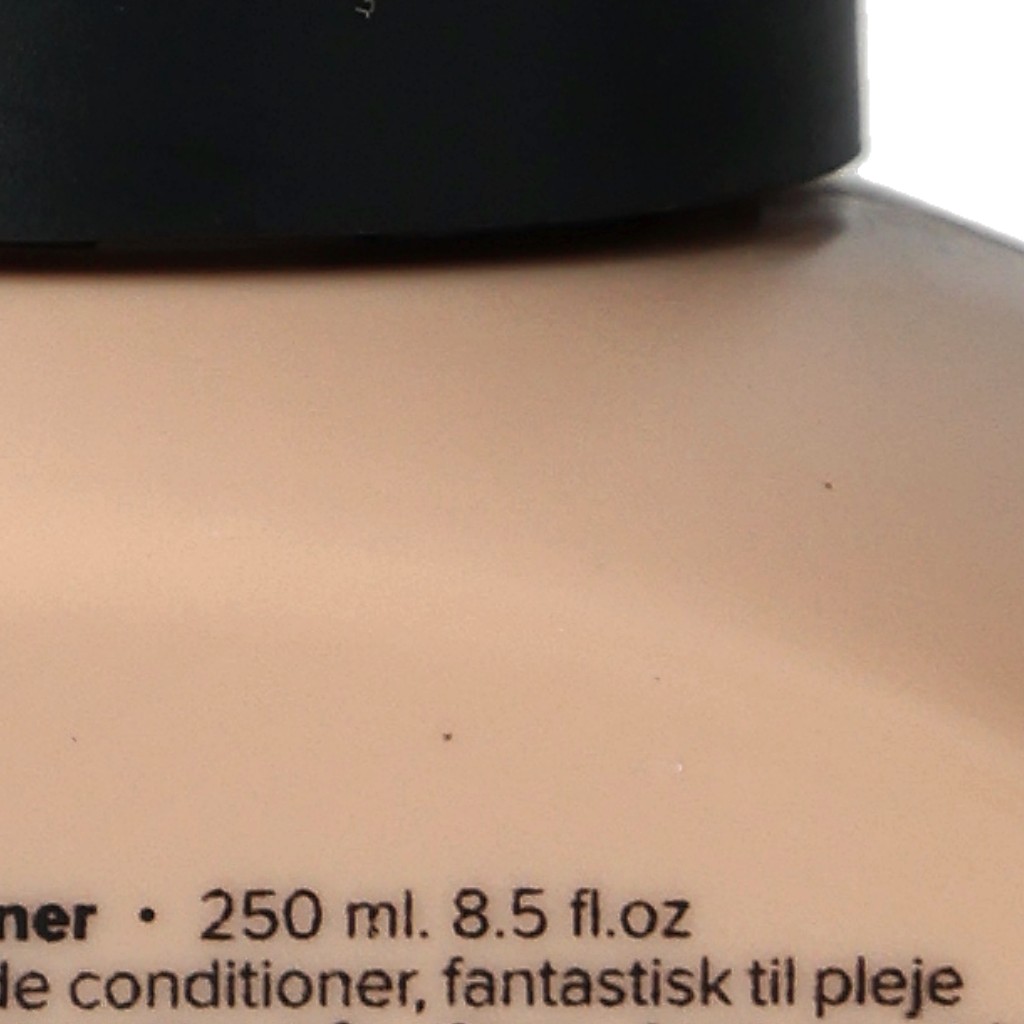 ner • 250 ml. 8.5 fl.oz
de conditioner, fantastisk til pleje